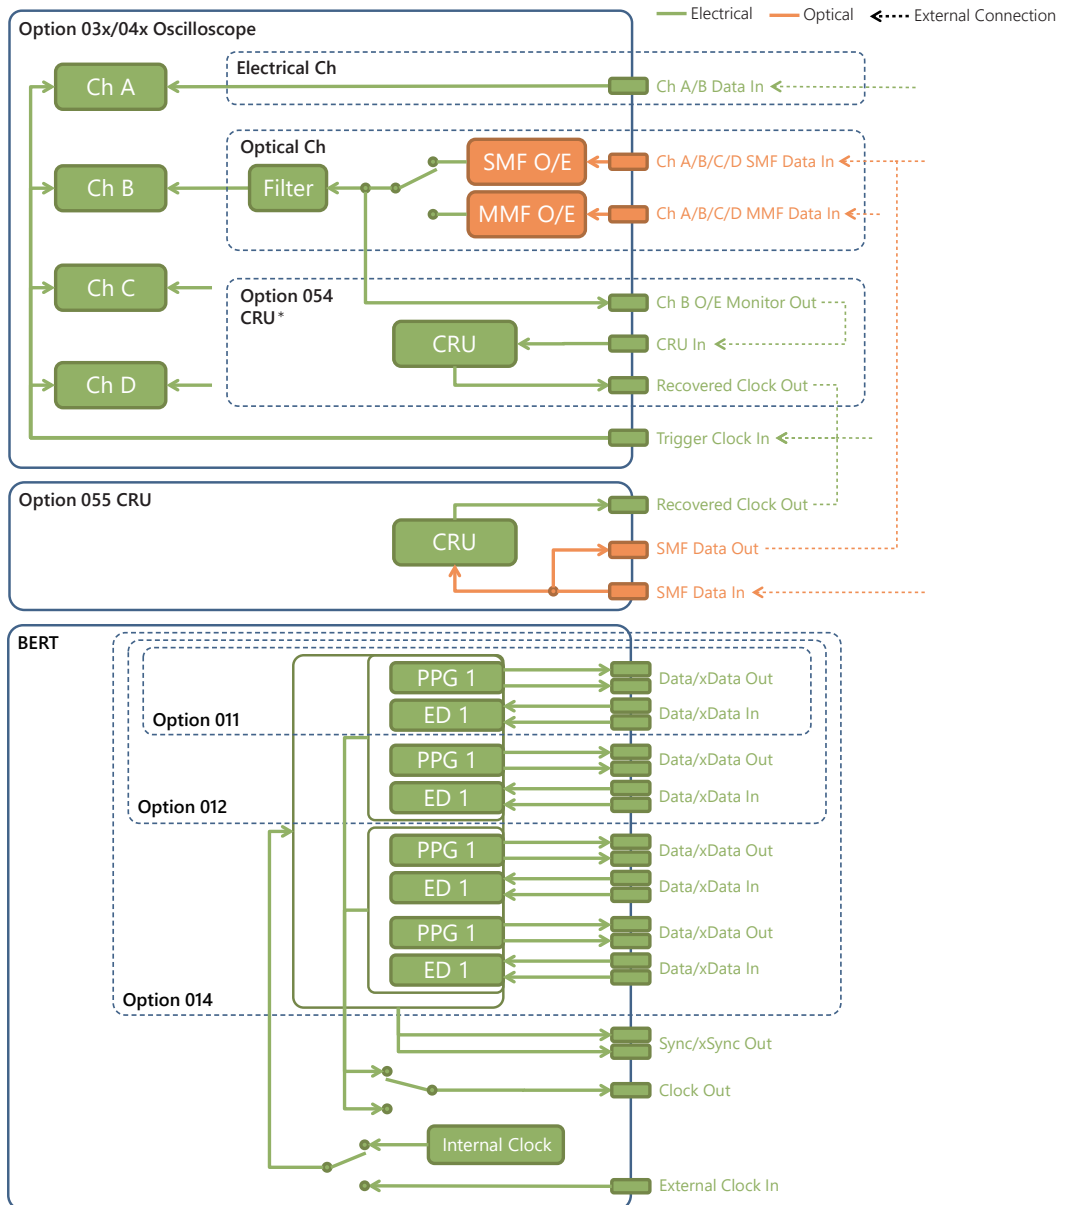 Electrical
Optical
External Connection
Option 03x/04x Oscilloscope
Electrical Ch
Ch A
Ch A/B Data In
Optical Ch
SMF O/E
Ch A/B/C/D SMF Data In
Ch B
Filter
MMF O/E
Ch A/B/C/D MMF Data In
Ch C
Option 054
CRU*
Ch B O/E Monitor Out
CRU
CRU In
Ch D
Recovered Clock Out
Trigger Clock In
Option 055 CRU
Recovered Clock Out
CRU
SMF Data Out
SMF Data In
BERT
PPG 1
Data/xData Out
ED 1
Data/xData In
Option 011
PPG 1
Data/xData Out
ED 1
Data/xData In
Option 012
PPG 1
Data/xData Out
ED 1
Data/xData In
PPG 1
Data/xData Out
ED 1
Data/xData In
Option 014
Sync/xSync Out
Clock Out
Internal Clock
External Clock In